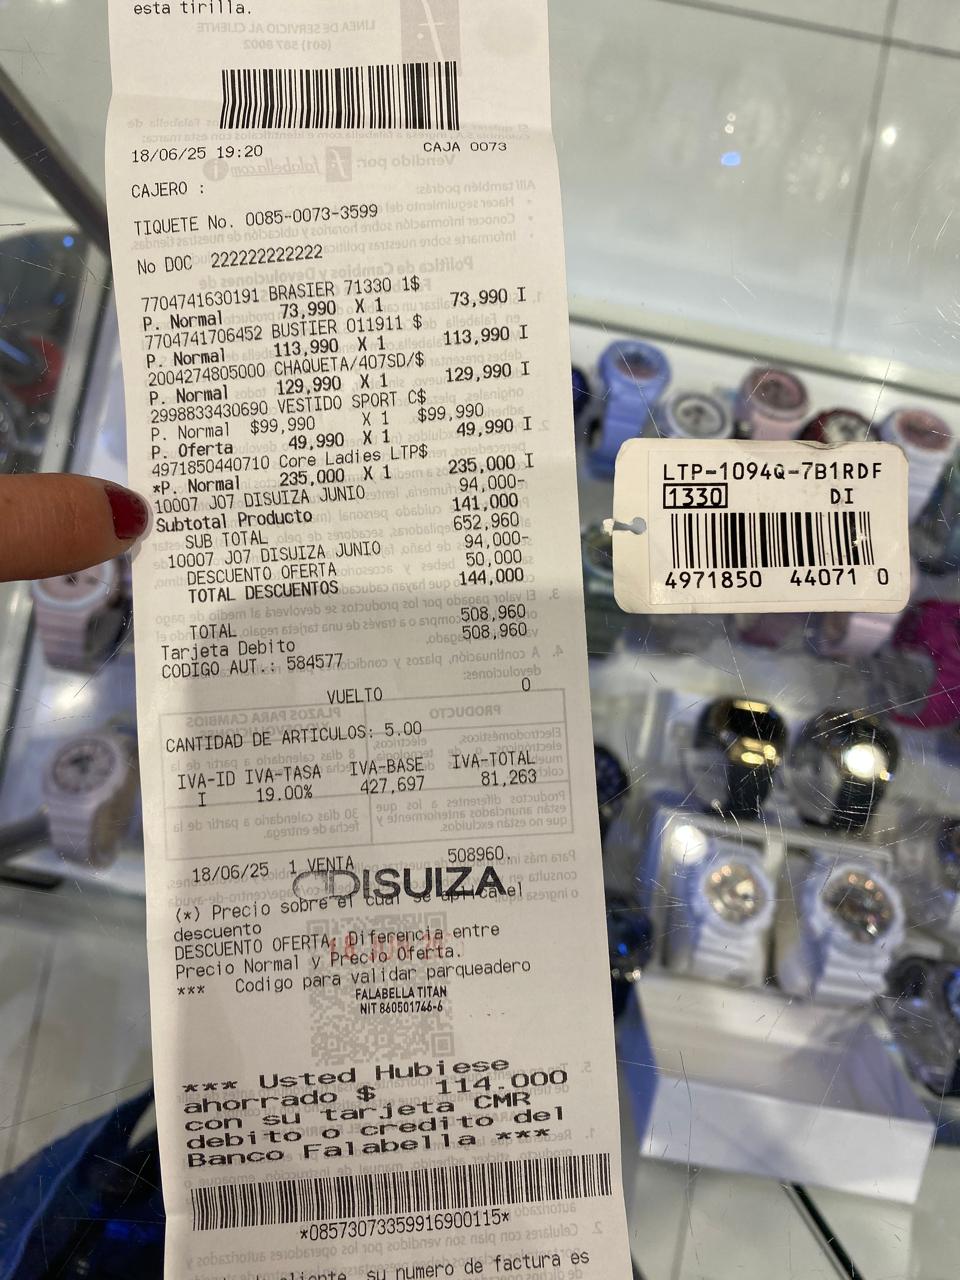 esta tirilla.
18/06/25 19:20 CAJA 0073
CAJERO :
TIQUETE No. 0085-0073-3599
No DOC 222222222222
7704741630191 BRASIER 71330 1$
P. Normal 73,990 X 1 73,990 I
7704741706452 BUSTIER 011911 $
P. Normal 113,990 X 1 113,990 I
2004274805000 CHAQUETA/407SD/$
P. Normal 129,990 X 1 129,990 I
2998833430690 VESTIDO SPORT C$
P. Normal $99,990 X 1 $99,990
P. Oferta 49,990 X 1 49,990 I
4971850440710 Core Ladies LTP$
*P. Normal 235,000 X 1 235,000 I
10007 J07 DISUIZA JUNIO 94,000-
Subtotal Producto 141,000
SUB TOTAL 652,960
10007 J07 DISUIZA JUNIO 94,000-
DESCUENTO OFERTA 50,000
TOTAL DESCUENTOS 144,000
TOTAL 508,960
Tarjeta Debito 508,960
CODIGO AUT.: 584577
VUELTO 0
CANTIDAD DE ARTICULOS: 5.00
IVA-ID IVA-TASA IVA-BASE IVA-TOTAL
I 19.00% 427,697 81,263
18/06/25 1 VENTA 508960.
DISUIZA
(*) Precio sobre el cual se aplica el
descuento
DESCUENTO OFERTA: Diferencia entre
Precio Normal y Precio Oferta.
*** Codigo para validar parqueadero
FALABELLA TITAN
NIT 860501746-6
*** Usted Hubiese
ahorrado $ 114.000
con su tarjeta CMR
debito o credito del
Banco Falabella ***
*08573073359916900115*
cliente, su numero de factura es
LTP-1094Q-7B1RDF
1330 DI
4971850 44071 0